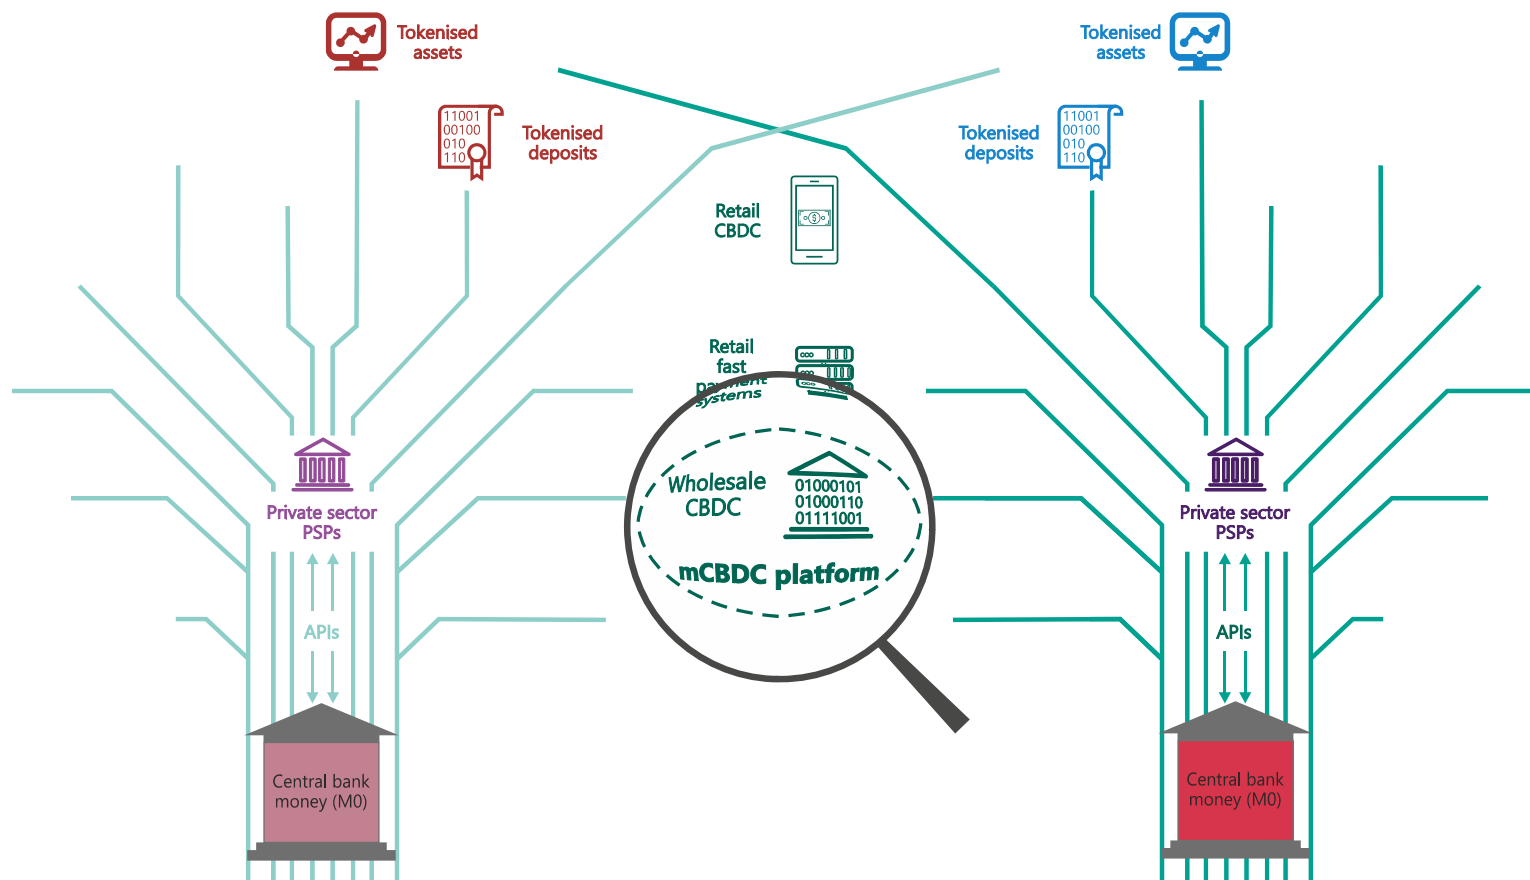 Tokenised
assets
Tokenised
assets
11001
00100
010
110
Tokenised
deposits
Tokenised
deposits
11001
00100
010
110
Retail
CBDC
$
Retail
fast
payment
systems
Wholesale
CBDC
01000101
01000110
01111001
mCBDC platform
Private sector
PSPs
Private sector
PSPs
APIs
APIs
Central bank
money (M0)
Central bank
money (M0)